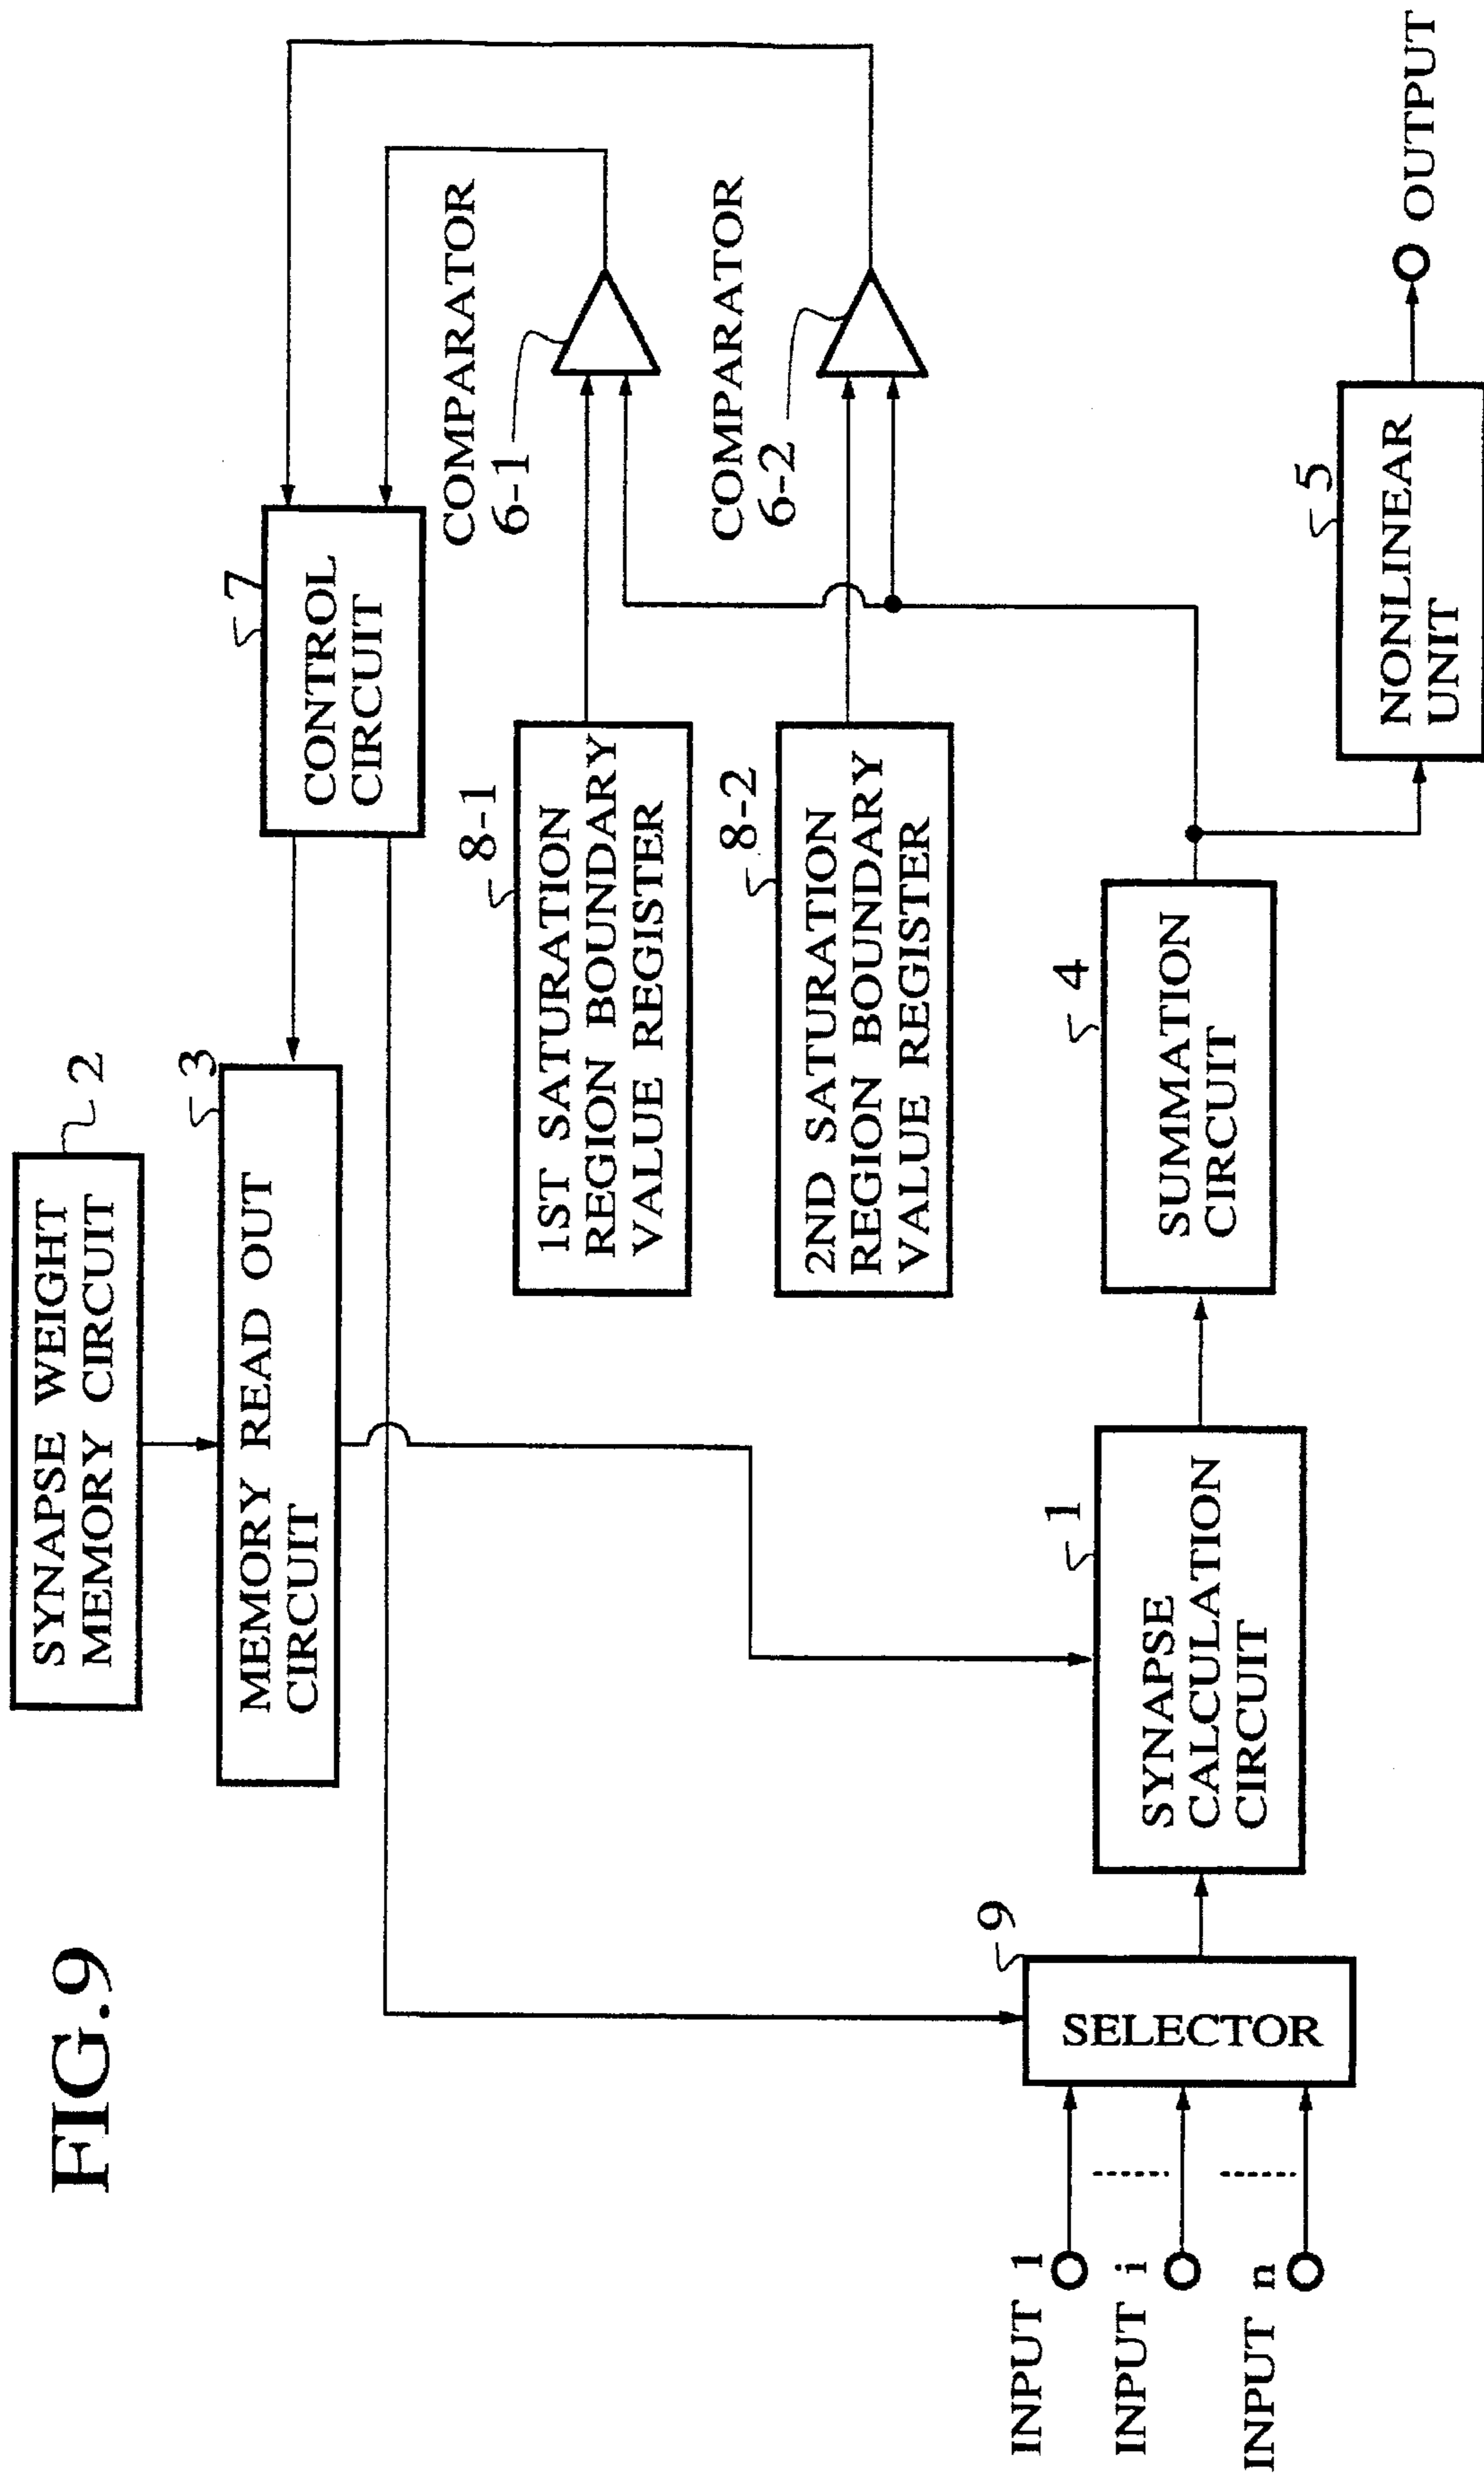 FIG.9
SYNAPSE WEIGHT
MEMORY CIRCUIT
2
MEMORY READ OUT
CIRCUIT
3
CONTROL
CIRCUIT
7
1ST SATURATION
REGION BOUNDARY
VALUE REGISTER
8-1
COMPARATOR
6-1
2ND SATURATION
REGION BOUNDARY
VALUE REGISTER
8-2
COMPARATOR
6-2
INPUT 1
INPUT i
INPUT n
SELECTOR
9
SYNAPSE
CALCULATION
CIRCUIT
1
SUMMATION
CIRCUIT
4
NONLINEAR
UNIT
5
OUTPUT